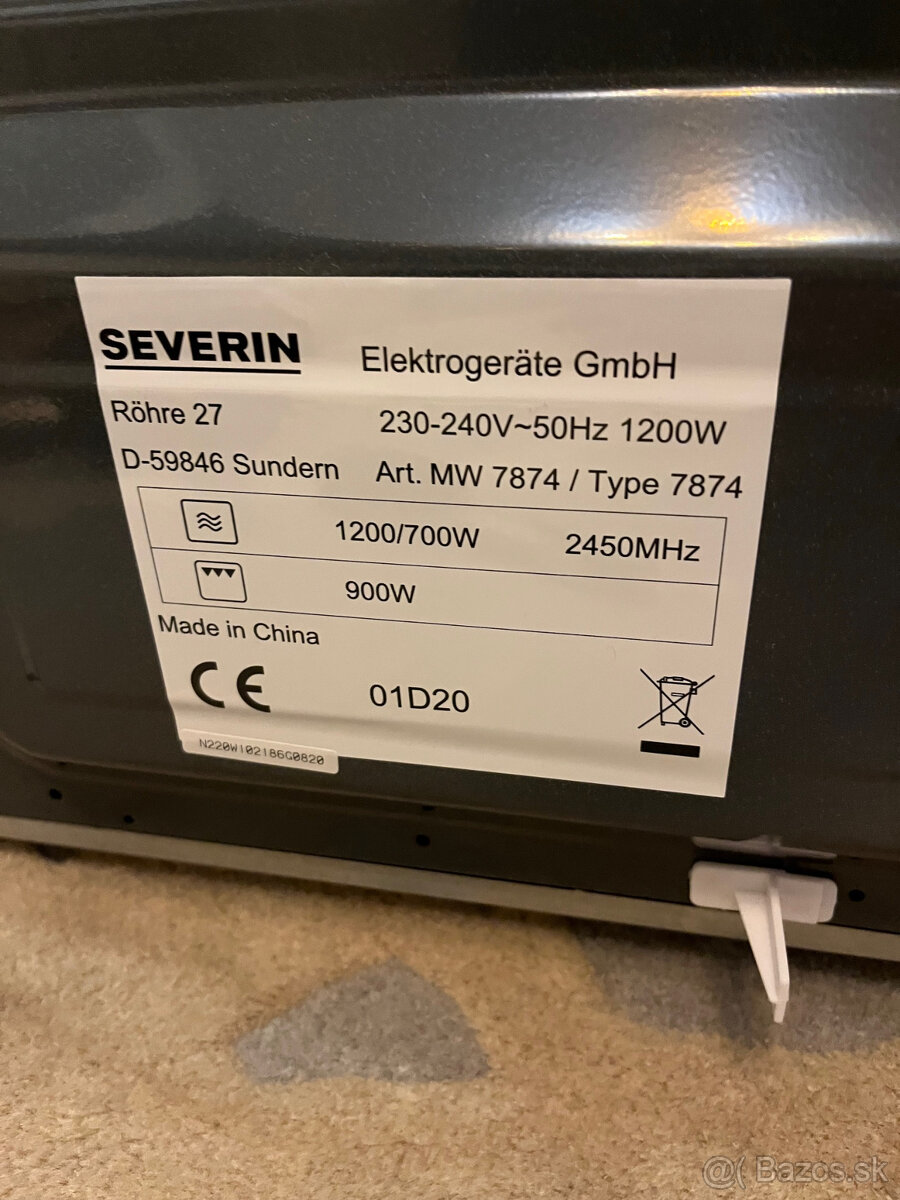 SEVERIN Elektrogeräte GmbH
Röhre 27 230-240V~50Hz 1200W
D-59846 Sundern Art. MW 7874 / Type 7874
1200/700W 2450MHz
900W
Made in China
CE 01D20
N220W102186G0820
@( Bazos.sk